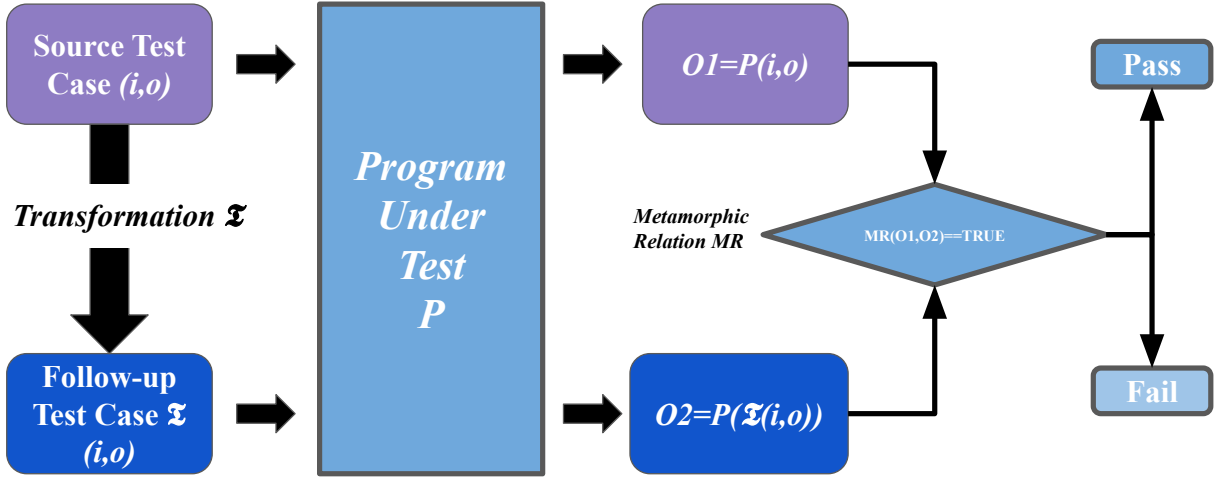 Source Test
Case (i,o)
Transformation 𝕿
Follow-up
Test Case 𝕿
(i,o)
Program
Under
Test
P
O1=P(i,o)
O2=P(𝕿(i,o))
Metamorphic
Relation MR
MR(O1,O2)==TRUE
Pass
Fail